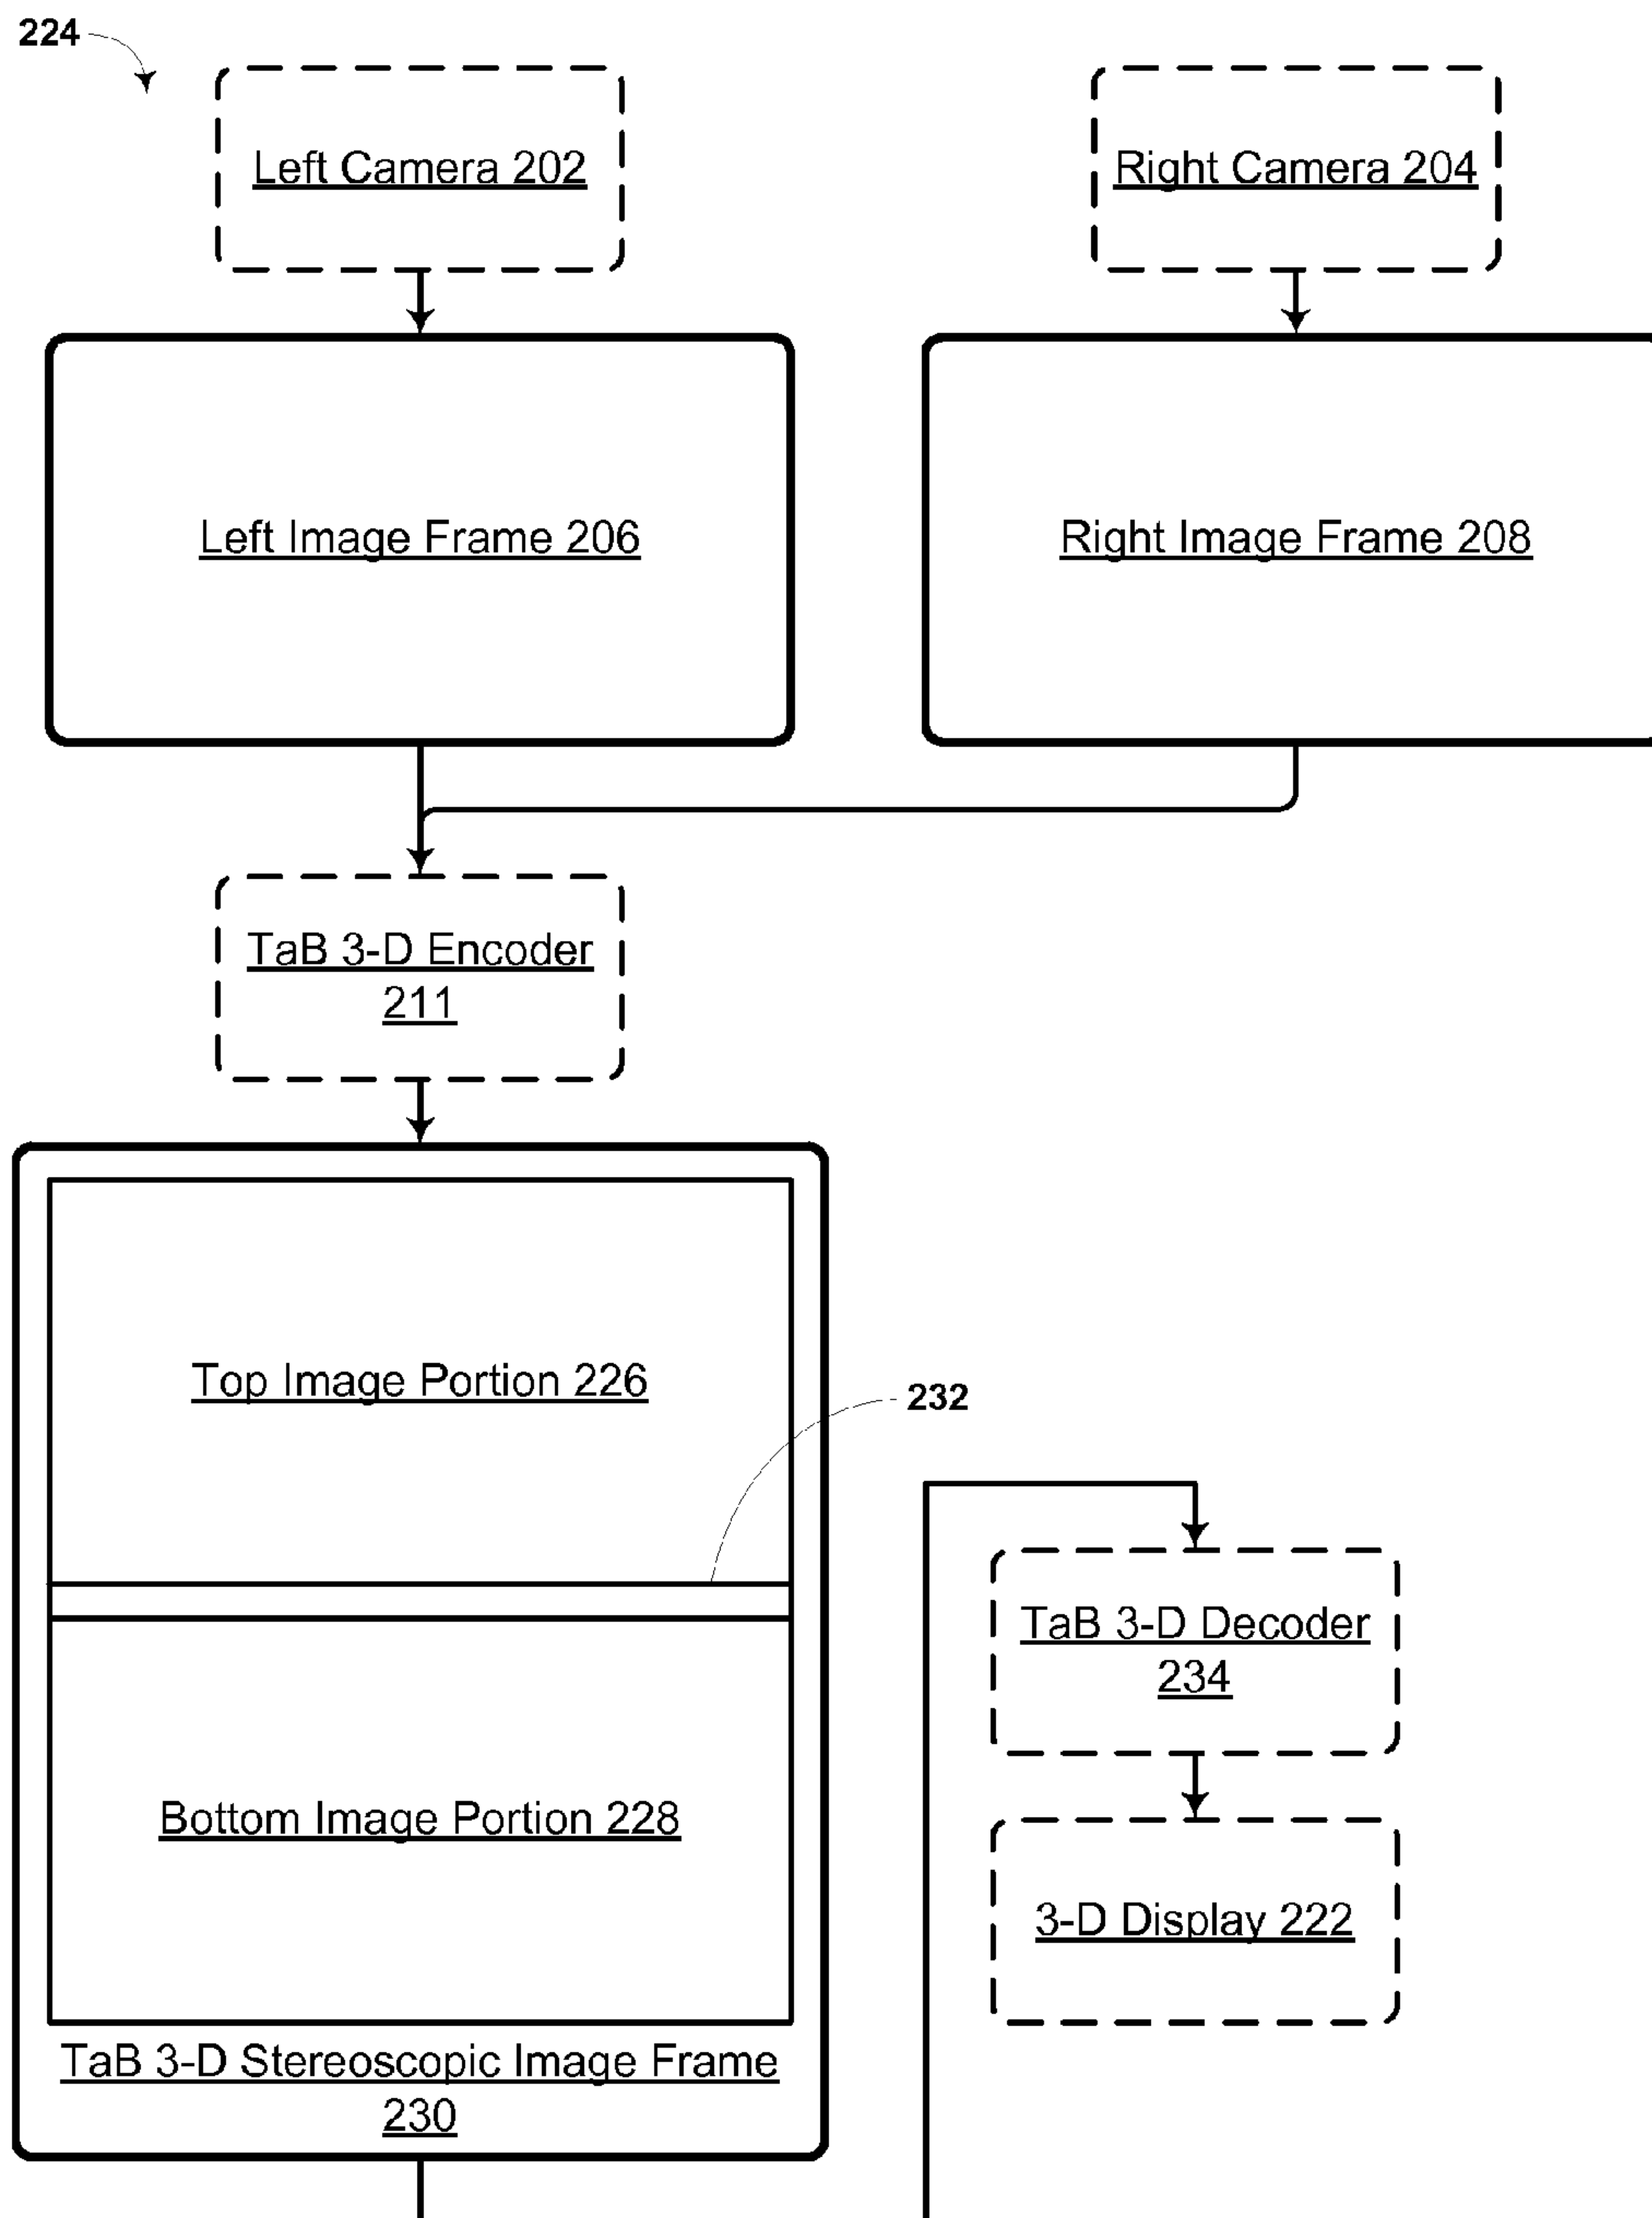 224
Left Camera 202
Right Camera 204
Left Image Frame 206
Right Image Frame 208
TaB 3-D Encoder
211
Top Image Portion 226
232
TaB 3-D Decoder
234
Bottom Image Portion 228
3-D Display 222
TaB 3-D Stereoscopic Image Frame
230